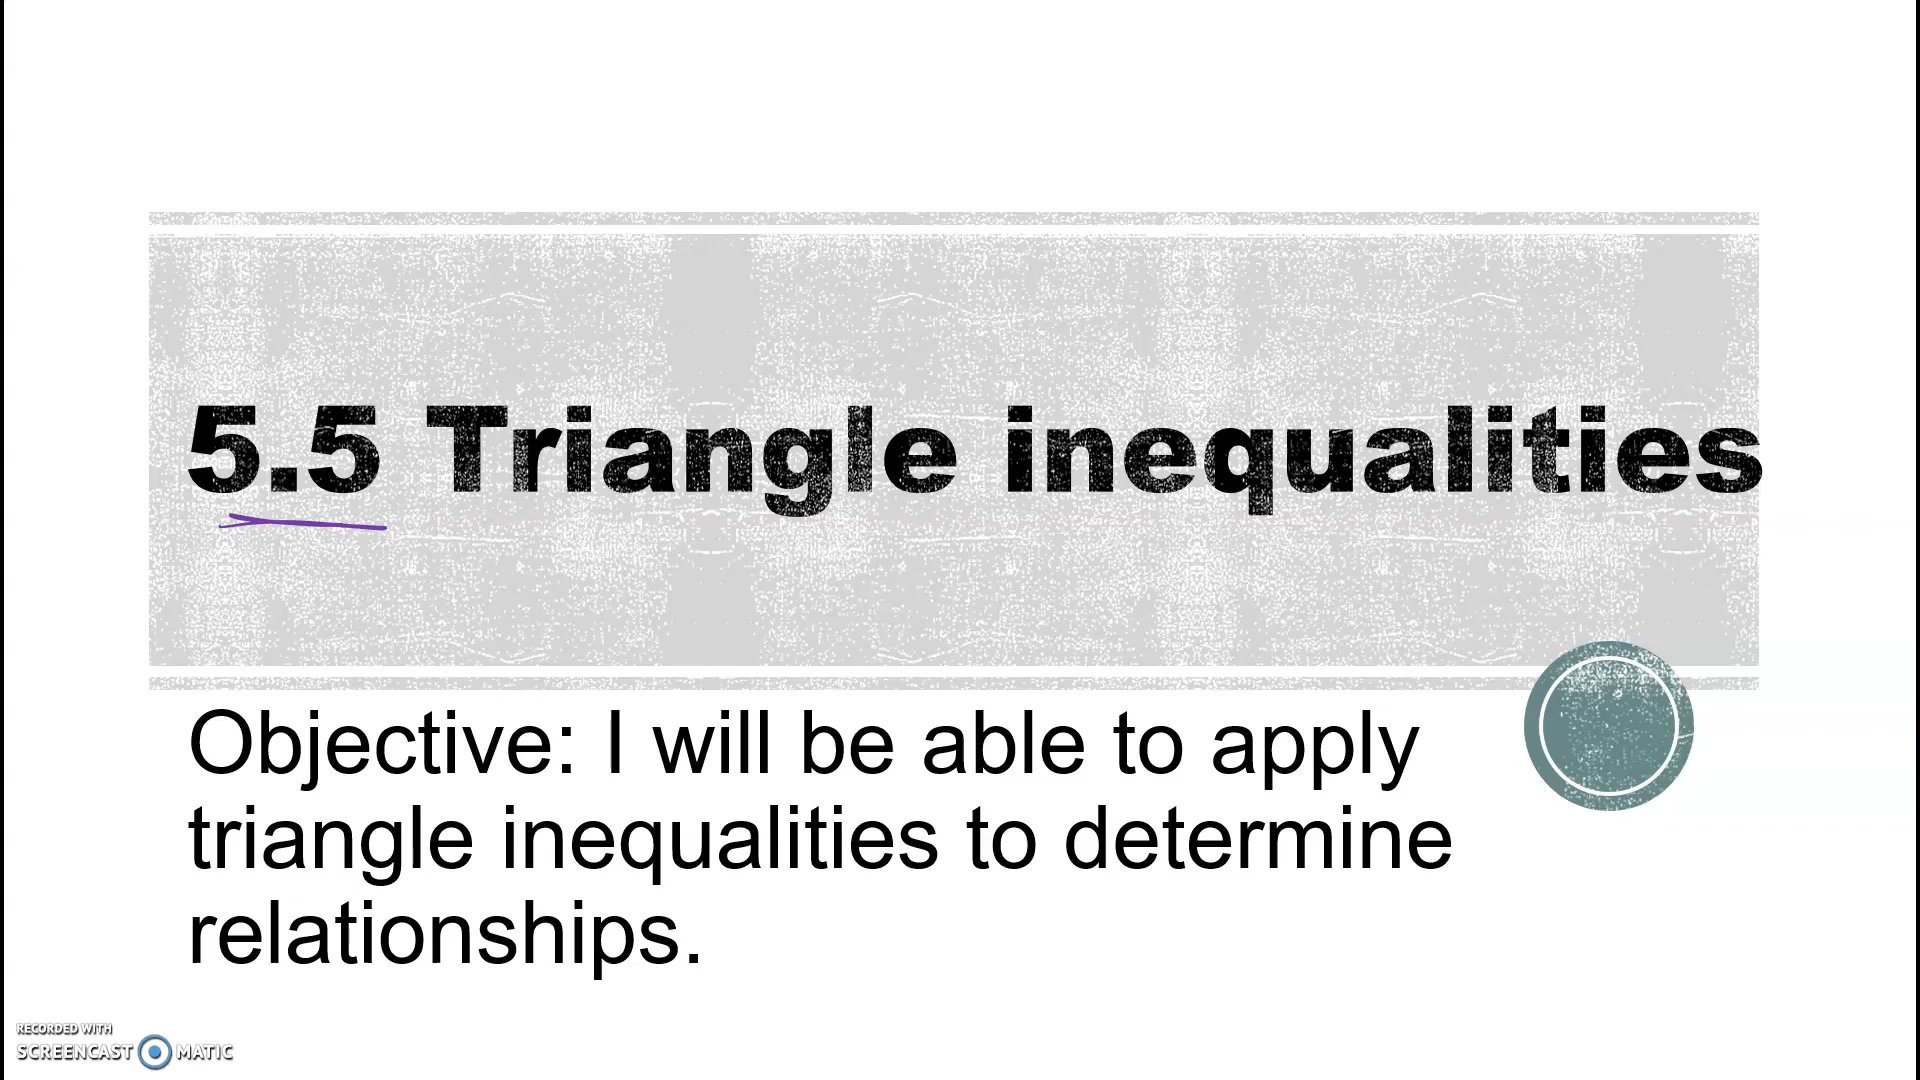 5.5 Triangle inequalities
Objective: I will be able to apply
triangle inequalities to determine
relationships.
RECORDED WITH
SCREENCAST MATIC